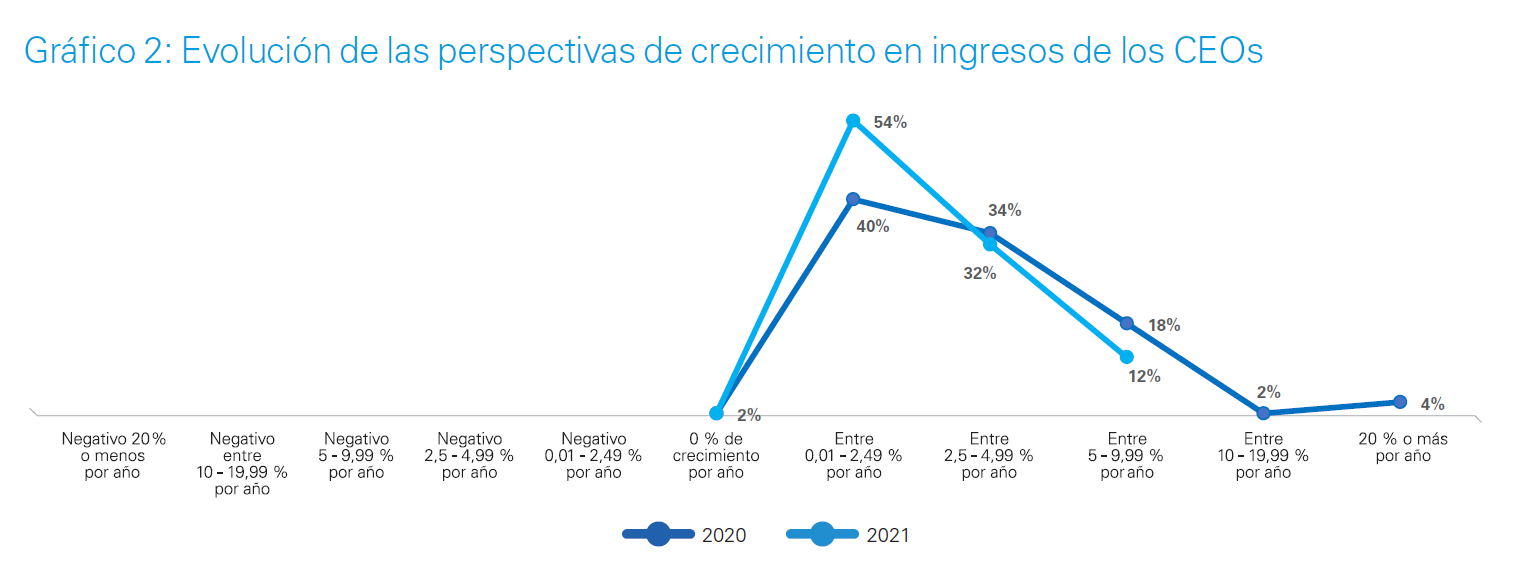 Gráfico 2: Evolución de las perspectivas de crecimiento en ingresos de los CEOs
54%
40%
34%
32%
18%
12%
2%
2%
4%
Negativo 20 %
o menos
por año
Negativo
entre
10 – 19,99 %
por año
Negativo
5 – 9,99 %
por año
Negativo
2,5 – 4,99 %
por año
Negativo
0,01 – 2,49 %
por año
0 % de
crecimiento
por año
Entre
0,01 – 2,49 %
por año
Entre
2,5 – 4,99 %
por año
Entre
5 – 9,99 %
por año
Entre
10 – 19,99 %
por año
20 % o más
por año
2020
2021